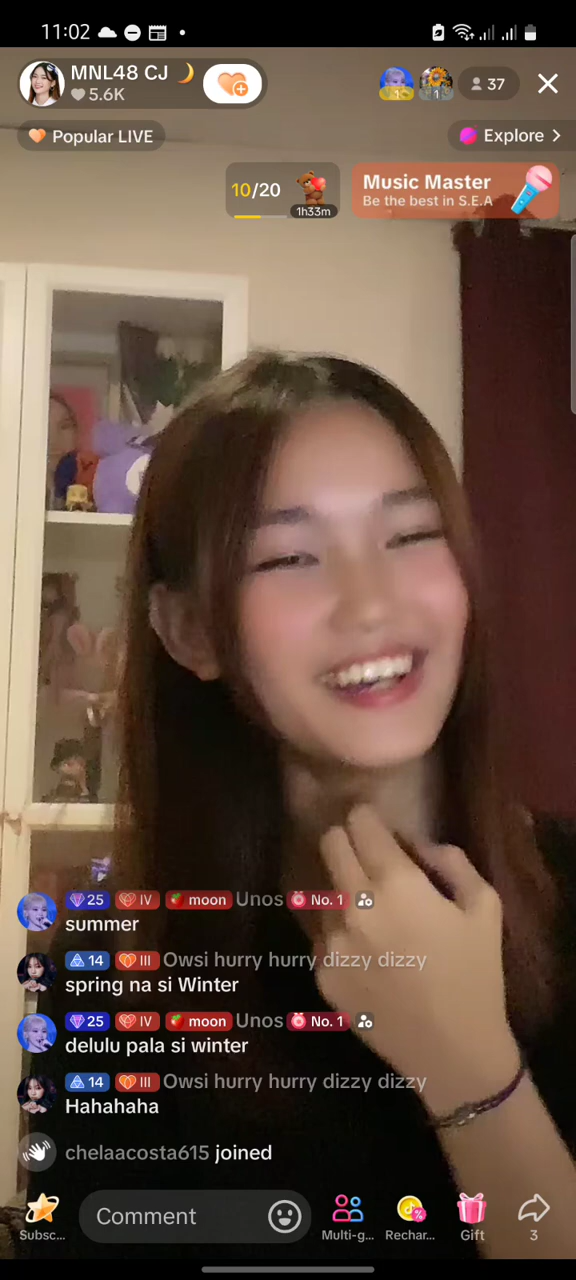 11:02
MNL48 CJ 🌙
5.6K
1
1
37
Popular LIVE
Explore >
10/20
1h33m
Music Master
Be the best in S.E.A
25 IV moon Unos No. 1
summer
14 III Owsi hurry hurry dizzy dizzy
spring na si Winter
25 IV moon Unos No. 1
delulu pala si winter
14 III Owsi hurry hurry dizzy dizzy
Hahahaha
chelaacosta615 joined
Comment
Subsc...
Multi-g...
Rechar...
Gift
3